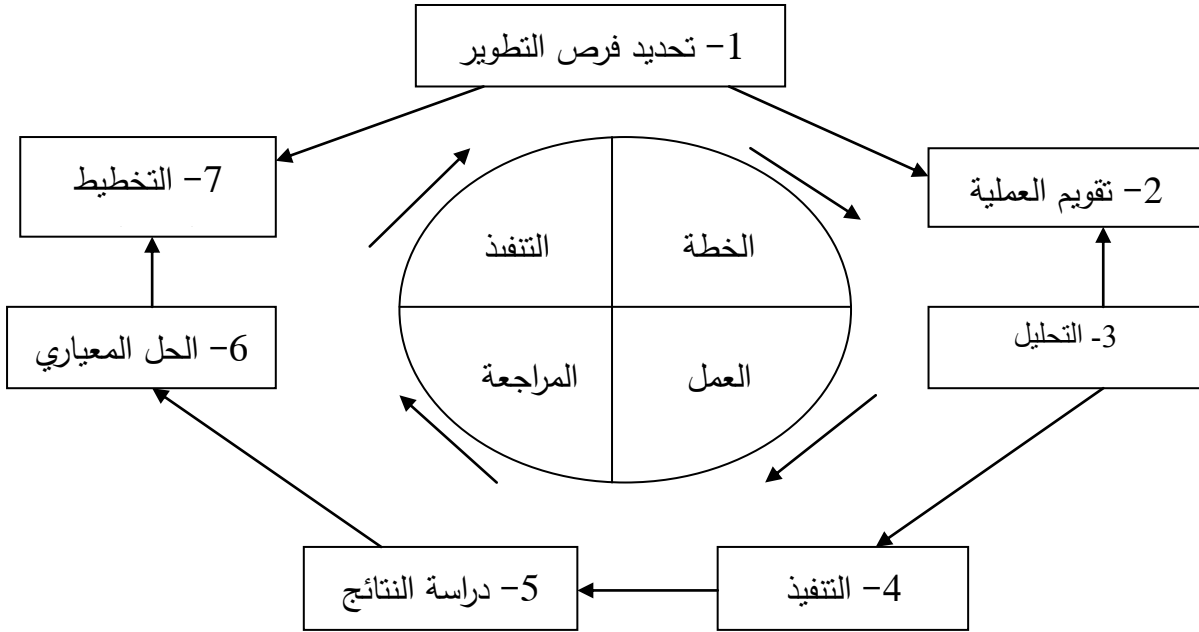 1- تحديد فرص التطوير
7- التخطيط
2- تقويم العملية
التنفيذ
الخطة
6- الحل المعياري
3- التحليل
المراجعة
العمل
5- دراسة النتائج
4- التنفيذ